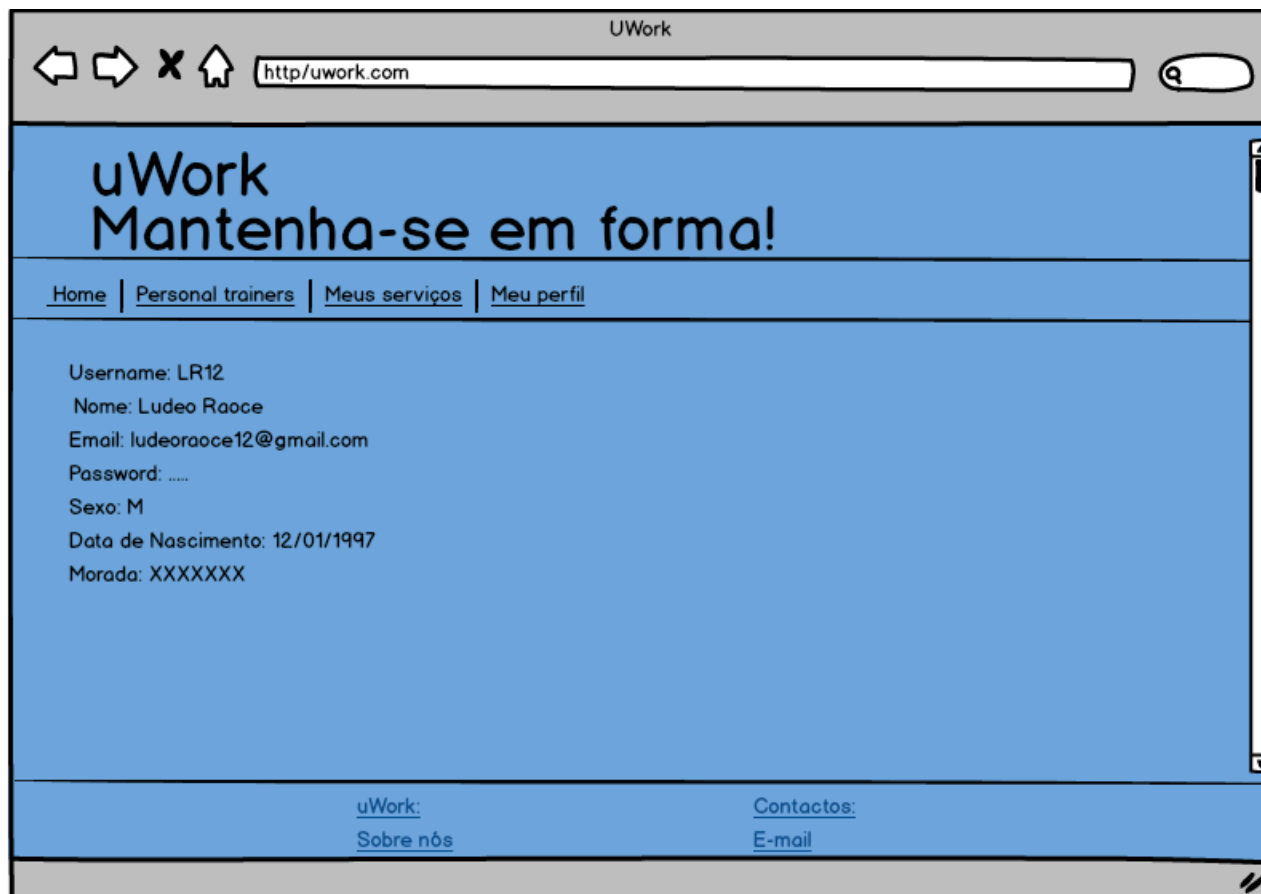 UWork
http/uwork.com
uWork
Mantenha-se em forma!
Home Personal trainers Meus serviços Meu perfil
Username: LR12
Nome: Ludeo Raoce
Email: ludeoraoce12@gmail.com
Password: .....
Sexo: M
Data de Nascimento: 12/01/1997
Morada: XXXXXXX
uWork: Contactos:
Sobre nós E-mail